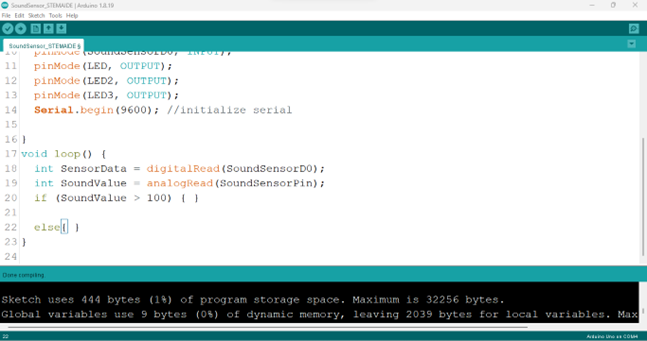 SoundSensor_STEMAIDE | Arduino 1.8.19
File Edit Sketch Tools Help
SoundSensor_STEMAIDE §
10 pinMode(SoundSensorD0, INPUT);
11 pinMode(LED, OUTPUT);
12 pinMode(LED2, OUTPUT);
13 pinMode(LED3, OUTPUT);
14 Serial.begin(9600); //initialize serial
15
16 }
17 void loop() {
18 int SensorData = digitalRead(SoundSensorD0);
19 int SoundValue = analogRead(SoundSensorPin);
20 if (SoundValue > 100) { }
21
22 else{ }
23 }
24
Done compiling
Sketch uses 444 bytes (1%) of program storage space. Maximum is 32256 bytes.
Global variables use 9 bytes (0%) of dynamic memory, leaving 2039 bytes for local variables. Max
22 Arduino Uno on COM4